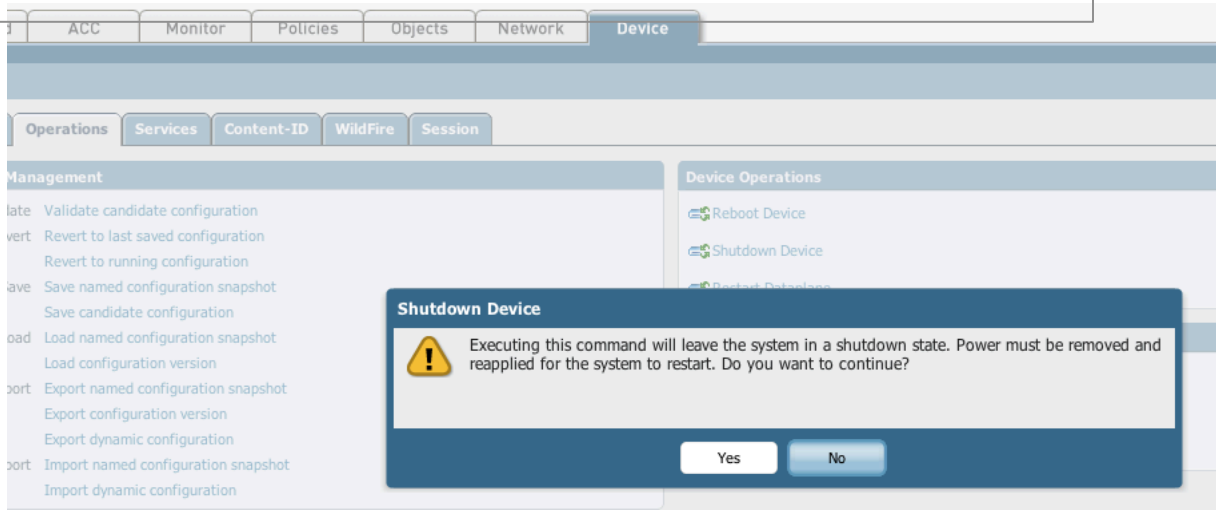 ACC Monitor Policies Objects Network Device
Operations Services Content-ID WildFire Session
Management
Validate candidate configuration
Revert to last saved configuration
Revert to running configuration
Save named configuration snapshot
Save candidate configuration
Load named configuration snapshot
Load configuration version
Export named configuration snapshot
Export configuration version
Export dynamic configuration
Import named configuration snapshot
Import dynamic configuration
Device Operations
Reboot Device
Shutdown Device
Restart Dataplane
Shutdown Device
Executing this command will leave the system in a shutdown state. Power must be removed and
reapplied for the system to restart. Do you want to continue?
Yes No